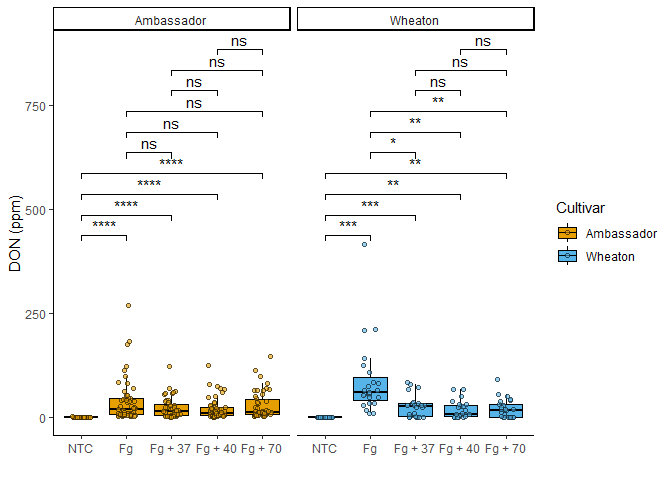 Ambassador Wheaton
ns ns
ns ns
ns ns
750
ns **
ns **
ns *
**** **
**** **
500
**** ***
**** ***
DON (ppm)
Cultivar
Ambassador
Wheaton
250
0
NTC Fg Fg + 37 Fg + 40 Fg + 70 NTC Fg Fg + 37 Fg + 40 Fg + 70